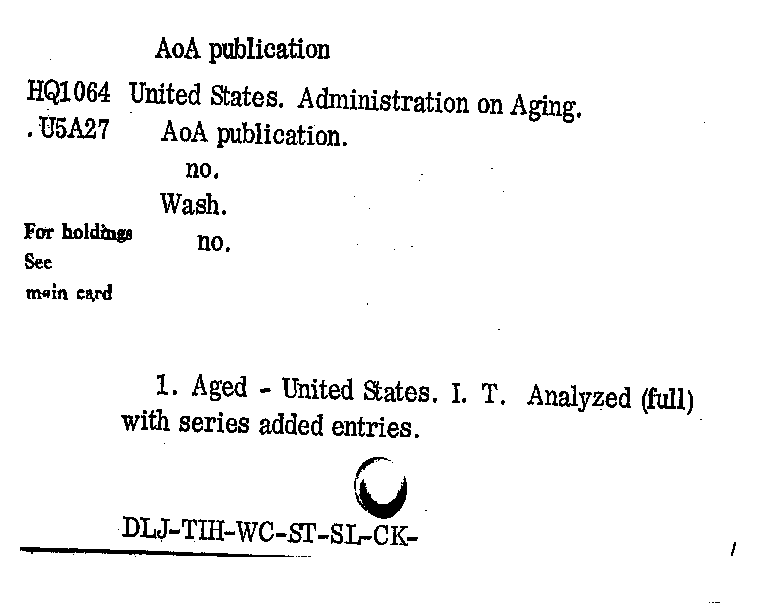 AoA publication
HQ1064 United States. Administration on Aging.
.U5A27 AoA publication.
no.
Wash.
For holdings no.
See
main card
1. Aged - United States. I. T. Analyzed (full)
with series added entries.
DLJ-TIH-WC-ST-SL-CK-